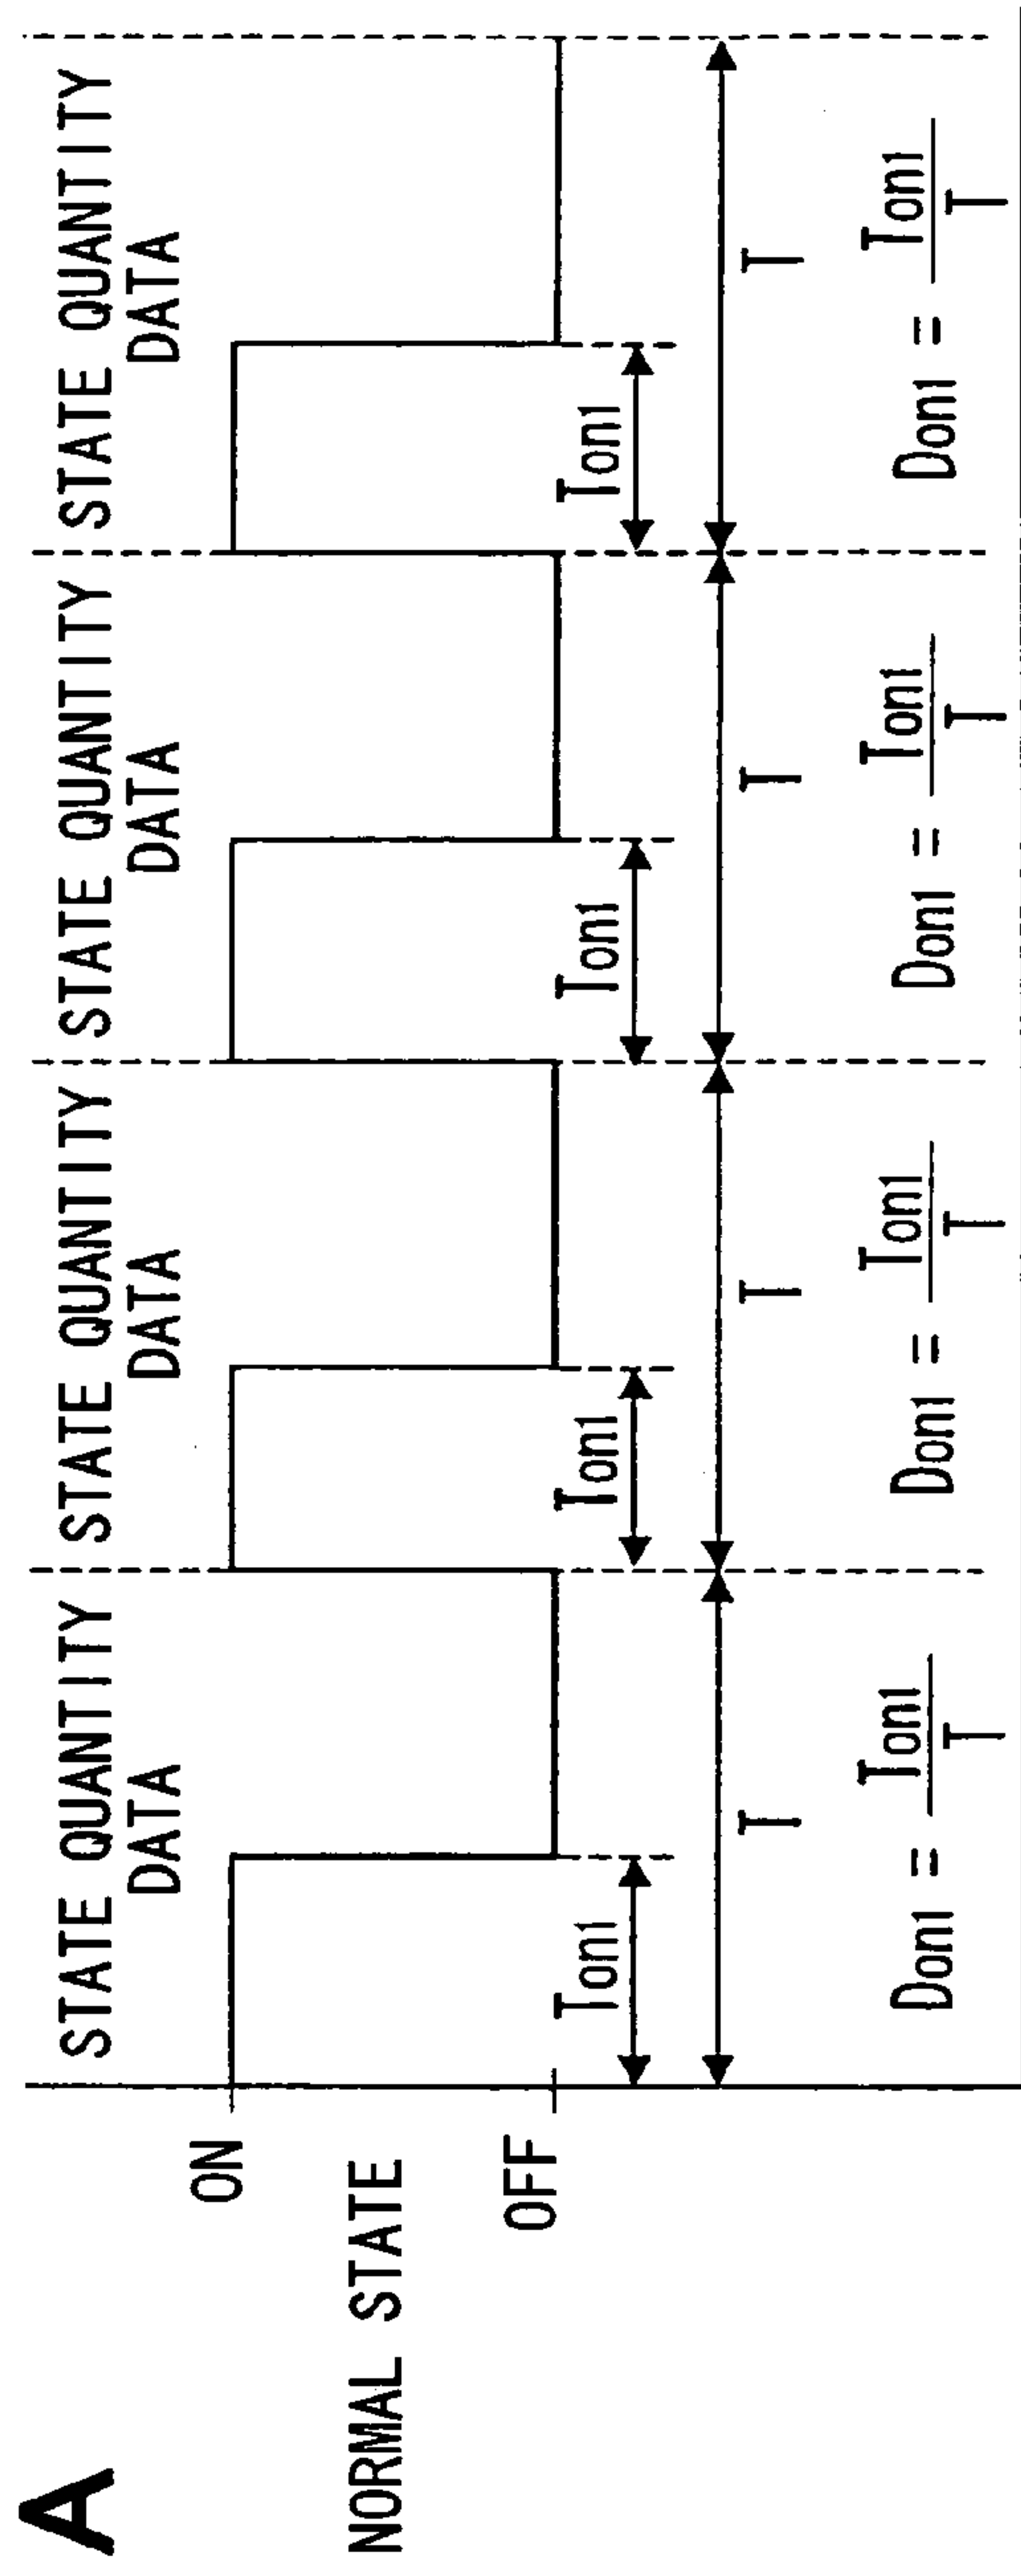 A
NORMAL STATE
ON
OFF
STATE QUANTITY
DATA
STATE QUANTITY
DATA
STATE QUANTITY
DATA
STATE QUANTITY
DATA
Ton1
Ton1
Ton1
Ton1
T
T
T
T
Don1 = Ton1
T
Don1 = Ton1
T
Don1 = Ton1
T
Don1 = Ton1
T